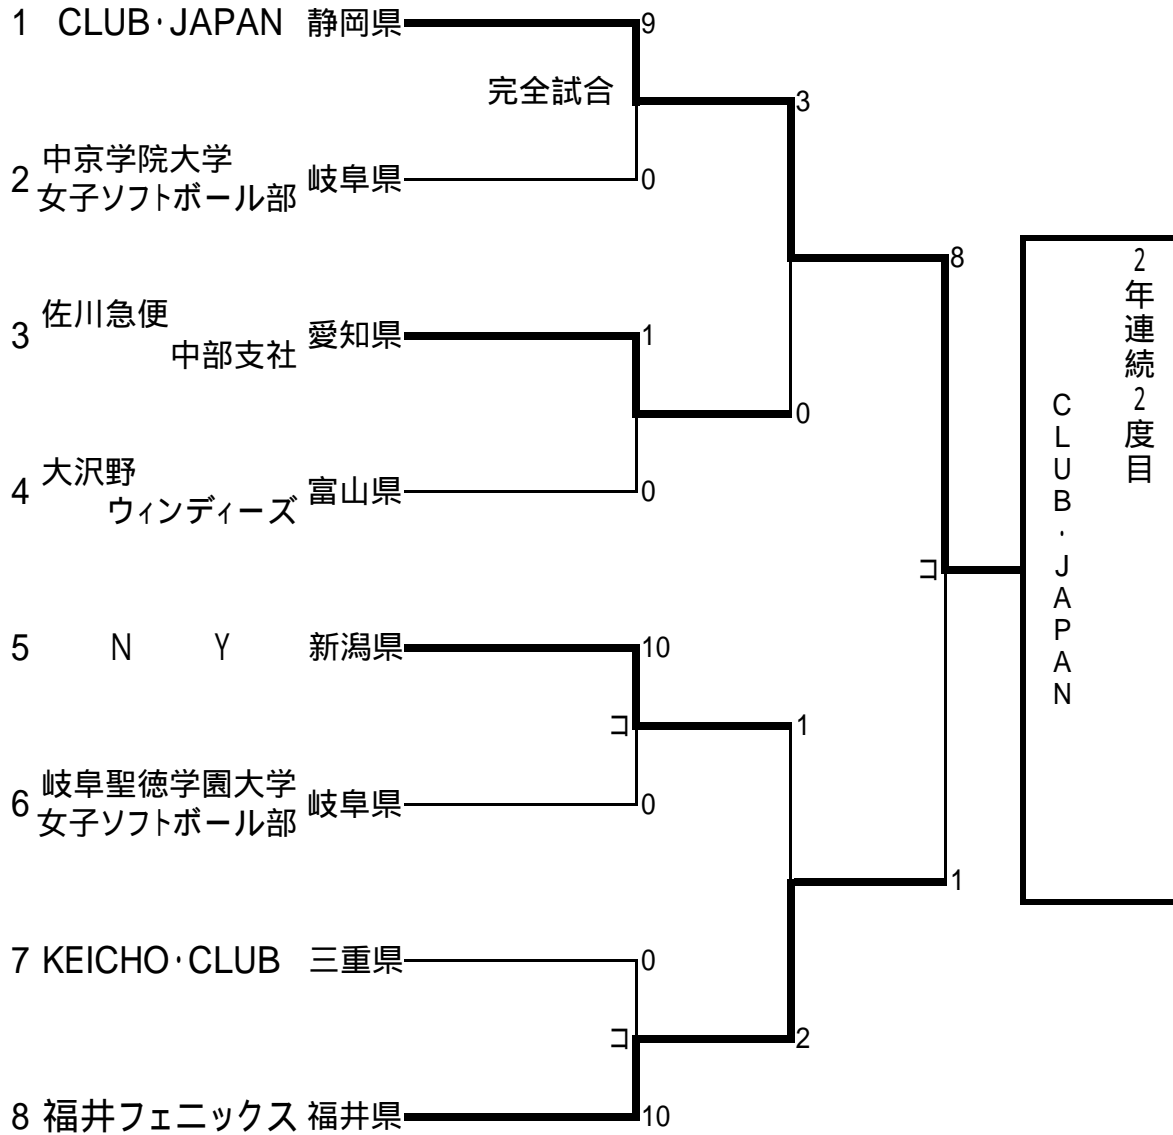 1 CLUB・JAPAN 静岡県 9
完全試合
3
2 中京学院大学
女子ソフトボール部 岐阜県 0
8
3 佐川急便
中部支社 愛知県 1
0
4 大沢野
ウィンディーズ 富山県 0
コ
5 N Y 新潟県 10
コ 1
6 岐阜聖徳学園大学
女子ソフトボール部 岐阜県 0
1
7 KEICHO・CLUB 三重県 0
コ 2
8 福井フェニックス 福井県 10
2年連続2度目
CLUB・JAPAN